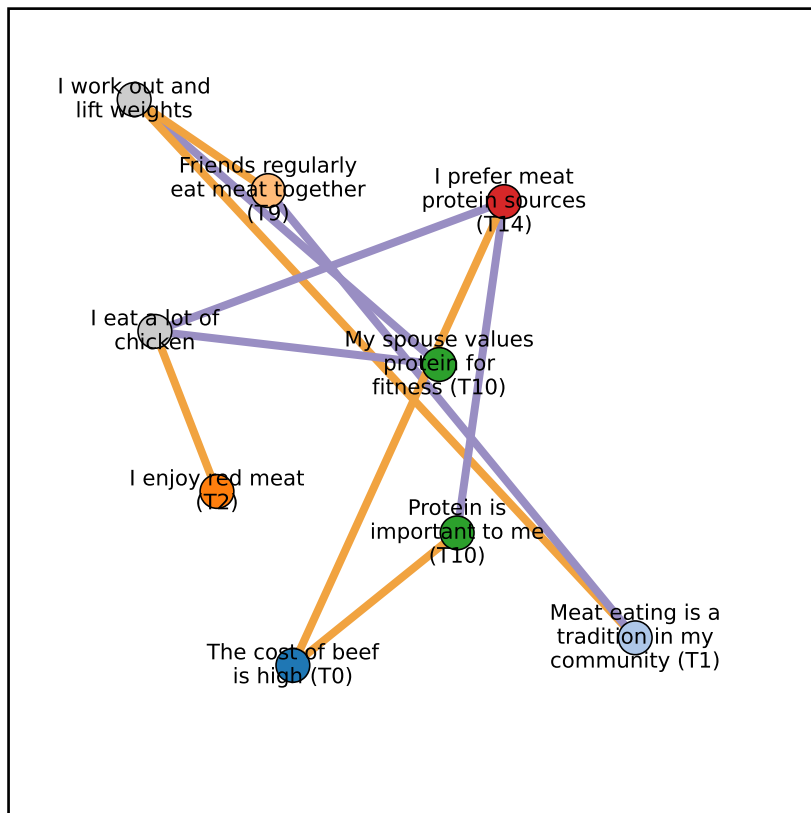 I work out and
lift weights
Friends regularly
eat meat together
(T9)
I prefer meat
protein sources
(T14)
I eat a lot of
chicken
My spouse values
protein for
fitness (T10)
I enjoy red meat
(T2)
Protein is
important to me
(T10)
Meat eating is a
tradition in my
community (T1)
The cost of beef
is high (T0)